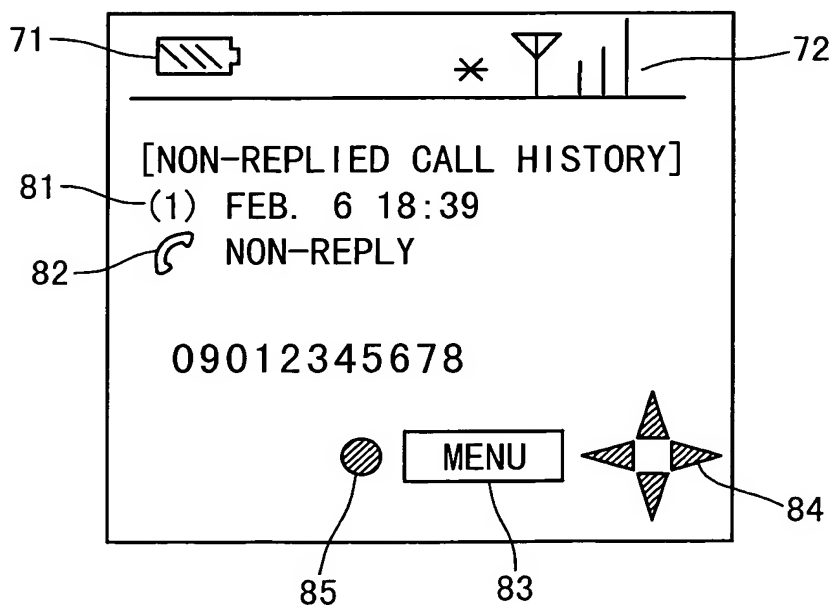 71
72
[NON-REPLIED CALL HISTORY]
81
(1) FEB. 6 18:39
82
NON-REPLY
09012345678
MENU
84
85
83